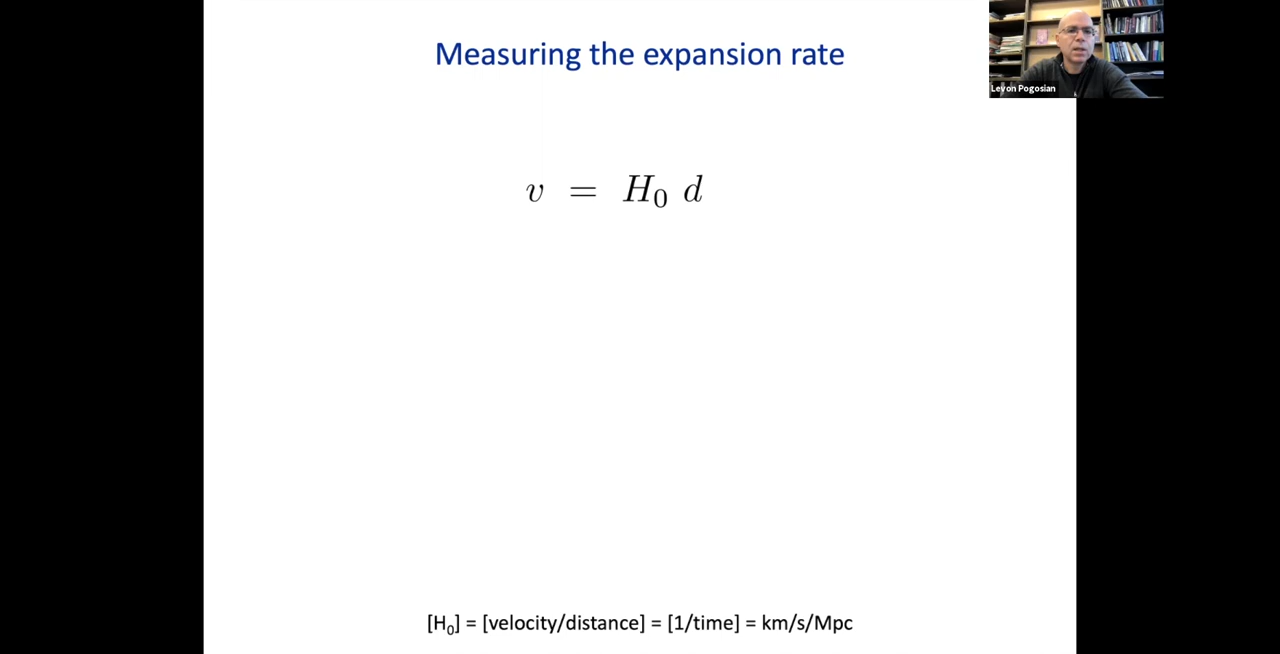 Measuring the expansion rate
Levon Pogosian
v = H₀ d
[H₀] = [velocity/distance] = [1/time] = km/s/Mpc